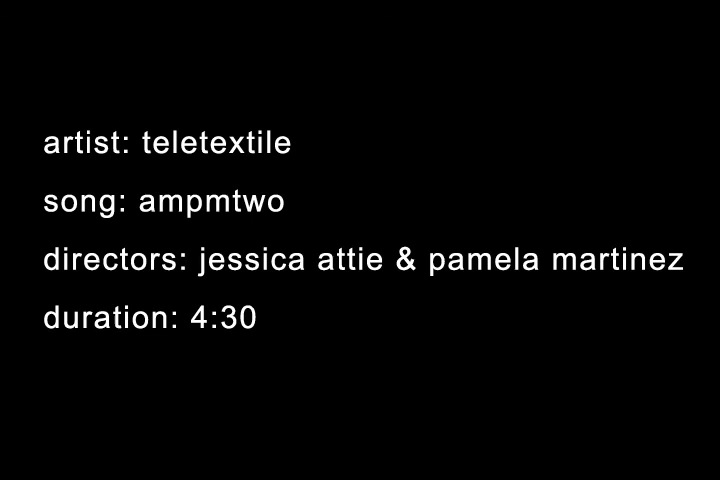 artist: teletextile
song: ampmtwo
directors: jessica attie & pamela martinez
duration: 4:30